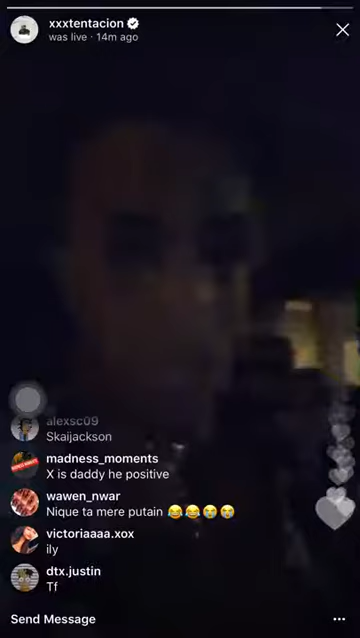 xxxtentacion
was live · 14m ago
alexsc09
Skaijackson
madness_moments
X is daddy he positive
wawen_nwar
Nique ta mere putain 😂😂😭😭
victoriaaaa.xox
ily
dtx.justin
Tf
Send Message